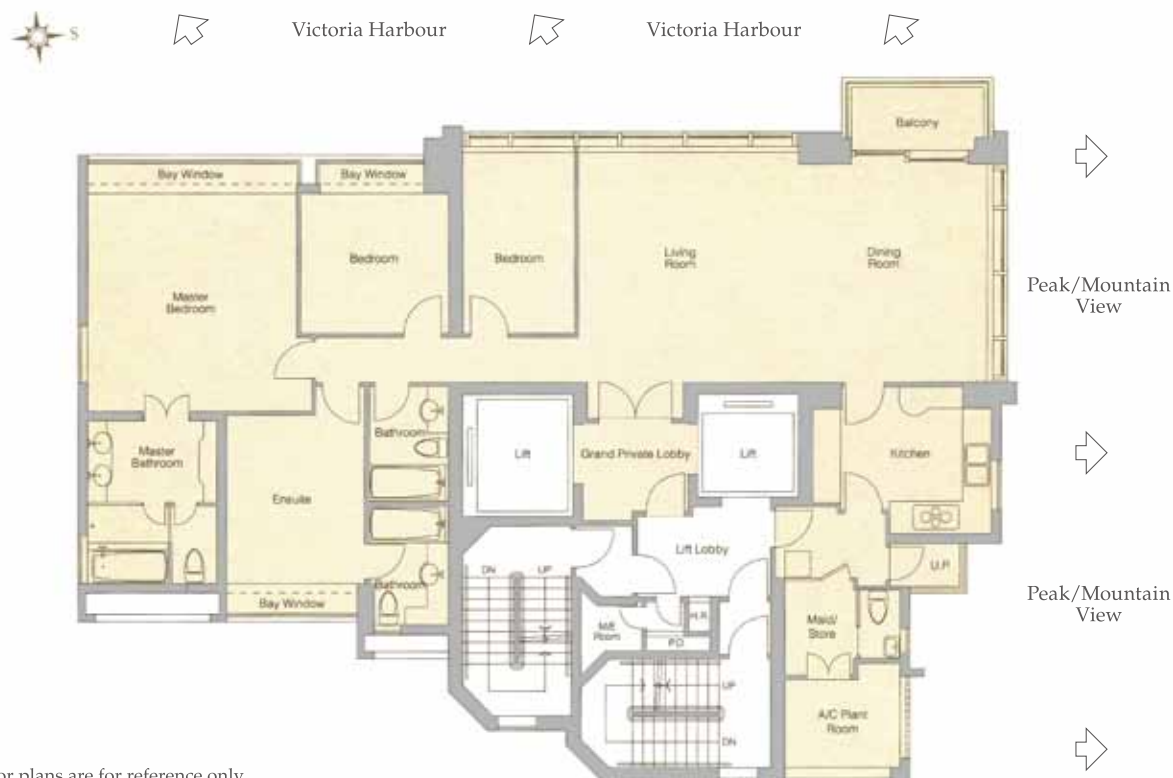 S
Victoria Harbour
Victoria Harbour
Balcony
Bay Window
Bay Window
Bedroom
Bedroom
Living
Room
Dining
Room
Master
Bedroom
Peak/Mountain
View
Bathroom
Master
Bathroom
Lift
Grand Private Lobby
Lift
Kitchen
Ensuite
Lift Lobby
DN
UP
U.P.
Bathroom
Bay Window
Peak/Mountain
View
H.R.
Room
P.D.
Maid/
Store
UP
DN
A/C Plant
Room
or plans are for reference only